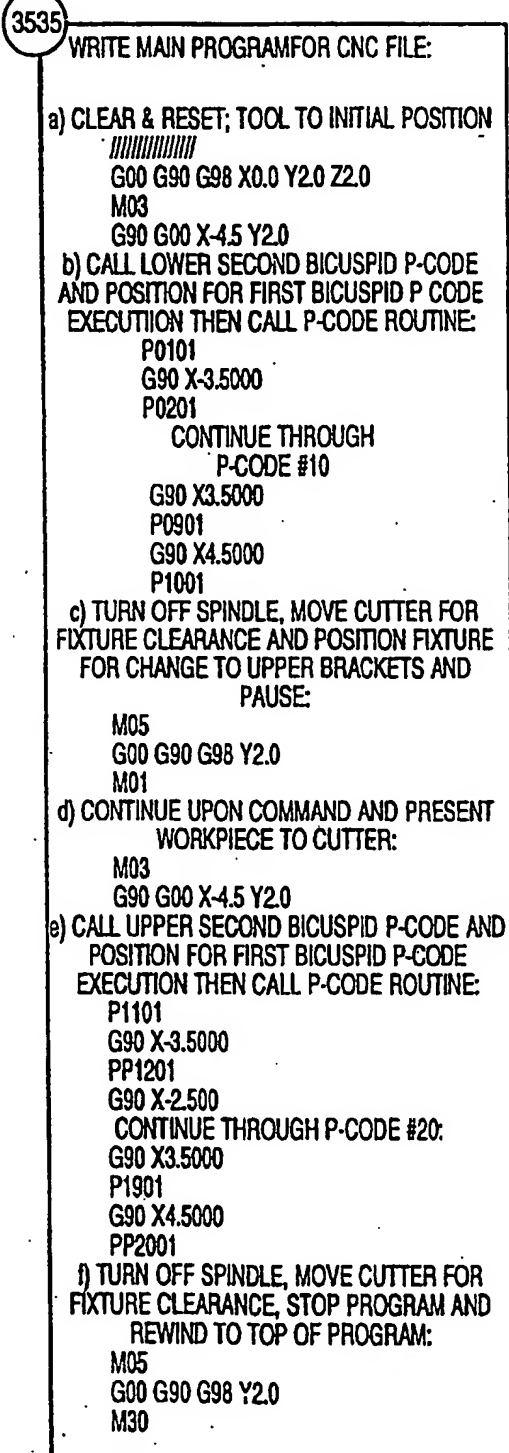 3535
WRITE MAIN PROGRAMFOR CNC FILE:
a) CLEAR & RESET; TOOL TO INITIAL POSITION
///////////////
G00 G90 G98 X0.0 Y2.0 Z2.0
M03
G90 G00 X-4.5 Y2.0
b) CALL LOWER SECOND BICUSPID P-CODE
AND POSITION FOR FIRST BICUSPID P CODE
EXECUTIION THEN CALL P-CODE ROUTINE:
P0101
G90 X-3.5000
P0201
CONTINUE THROUGH
P-CODE #10
G90 X3.5000
P0901
G90 X4.5000
P1001
c) TURN OFF SPINDLE, MOVE CUTTER FOR
FIXTURE CLEARANCE AND POSITION FIXTURE
FOR CHANGE TO UPPER BRACKETS AND
PAUSE:
M05
G00 G90 G98 Y2.0
M01
d) CONTINUE UPON COMMAND AND PRESENT
WORKPIECE TO CUTTER:
M03
G90 G00 X-4.5 Y2.0
e) CALL UPPER SECOND BICUSPID P-CODE AND
POSITION FOR FIRST BICUSPID P-CODE
EXECUTION THEN CALL P-CODE ROUTINE:
P1101
G90 X-3.5000
PP1201
G90 X-2.500
CONTINUE THROUGH P-CODE #20:
G90 X3.5000
P1901
G90 X4.5000
PP2001
f) TURN OFF SPINDLE, MOVE CUTTER FOR
FIXTURE CLEARANCE, STOP PROGRAM AND
REWIND TO TOP OF PROGRAM:
M05
G00 G90 G98 Y2.0
M30